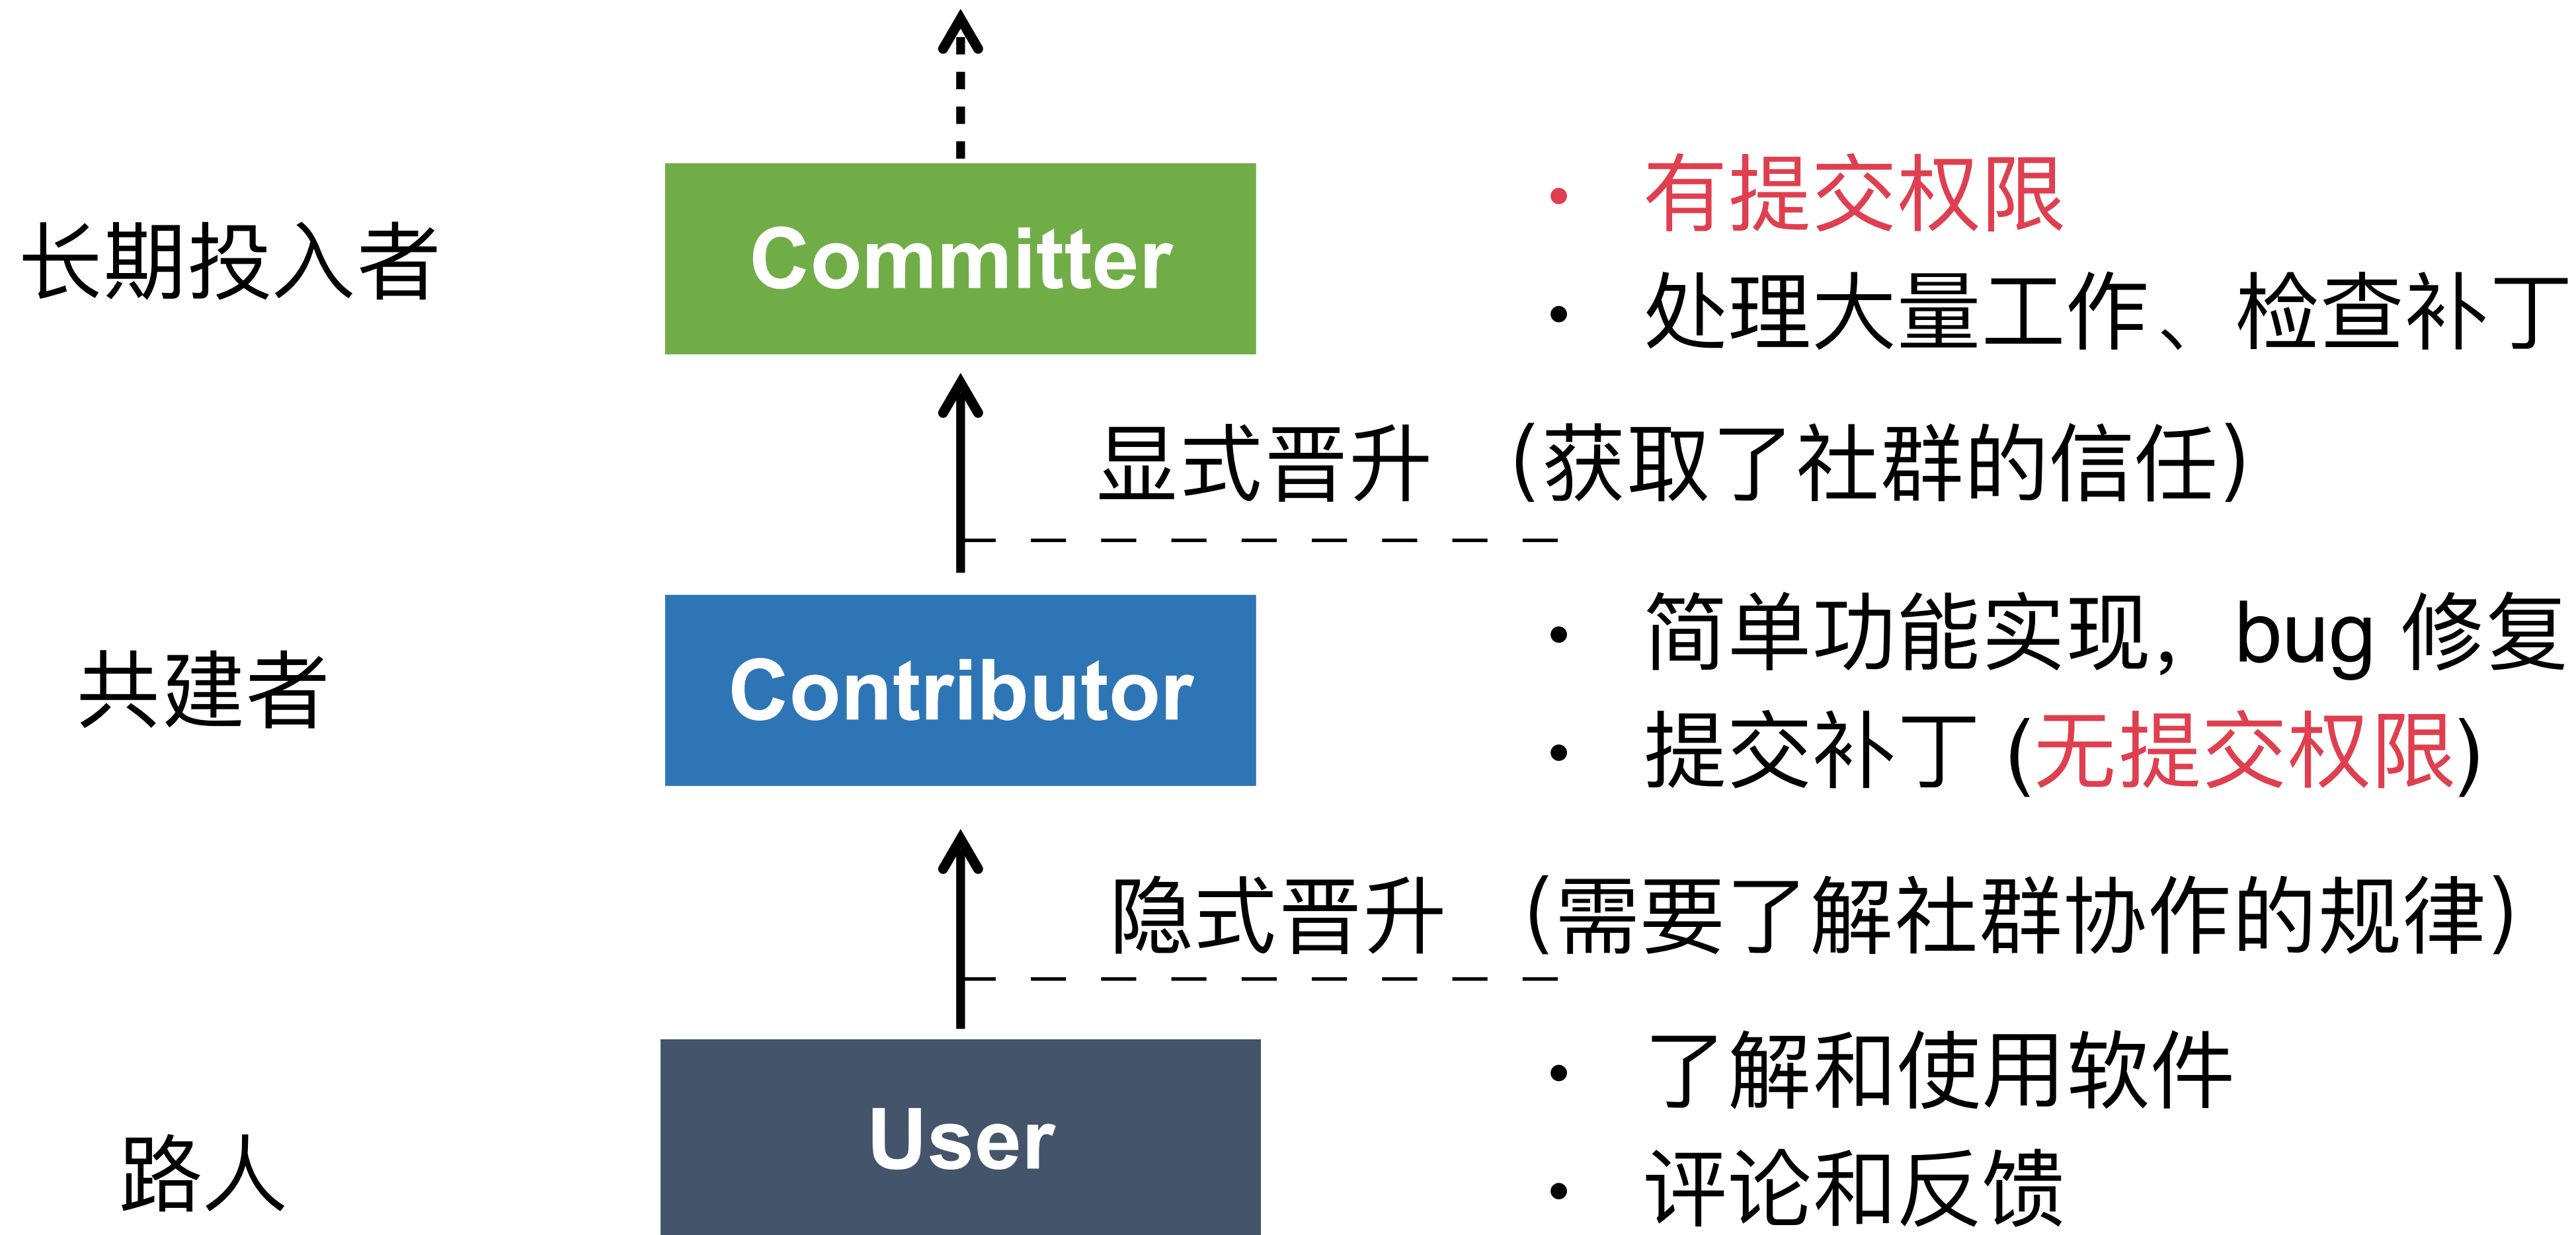 • 有提交权限
长期投入者 Committer
• 处理大量工作、检查补丁
显式晋升 （获取了社群的信任）
• 简单功能实现，bug 修复
共建者 Contributor
• 提交补丁 (无提交权限)
隐式晋升 （需要了解社群协作的规律）
• 了解和使用软件
路人 User
• 评论和反馈